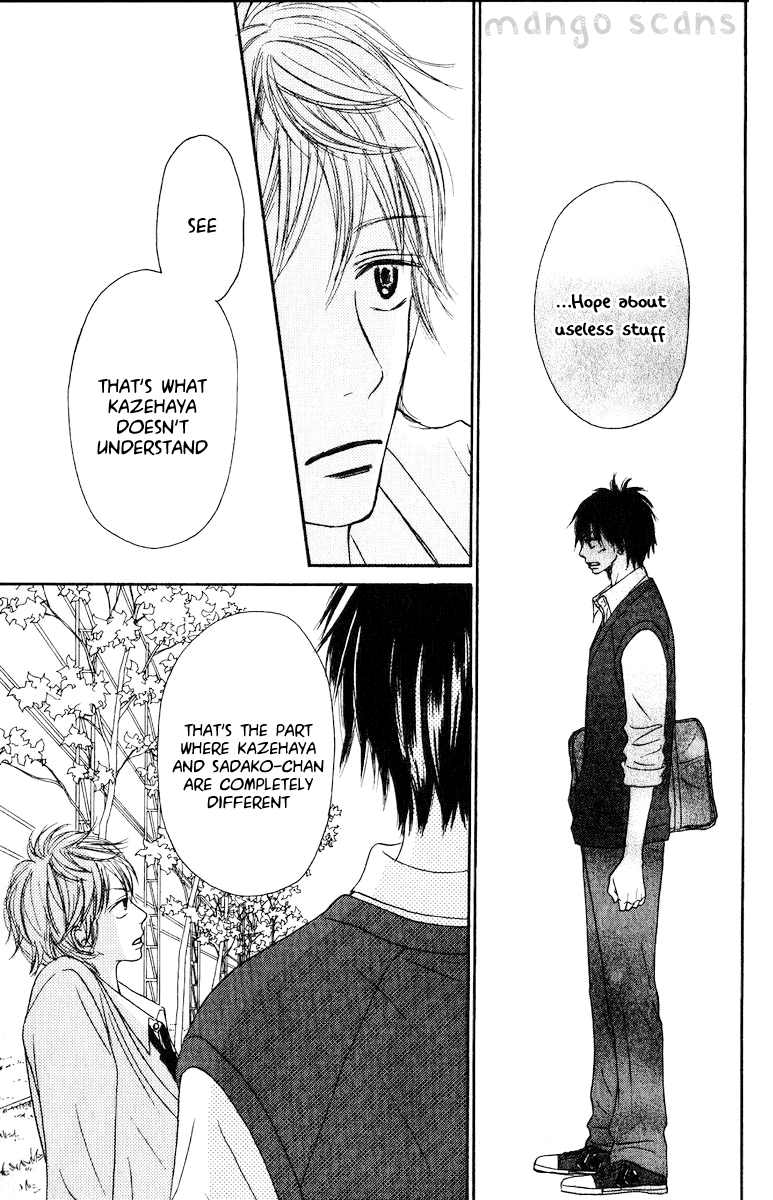 mango scans
...Hope about
useless stuff
SEE
THAT'S WHAT
KAZEHAYA
DOESN'T
UNDERSTAND
THAT'S THE PART
WHERE KAZEHAYA
AND SADAKO-CHAN
ARE COMPLETELY
DIFFERENT